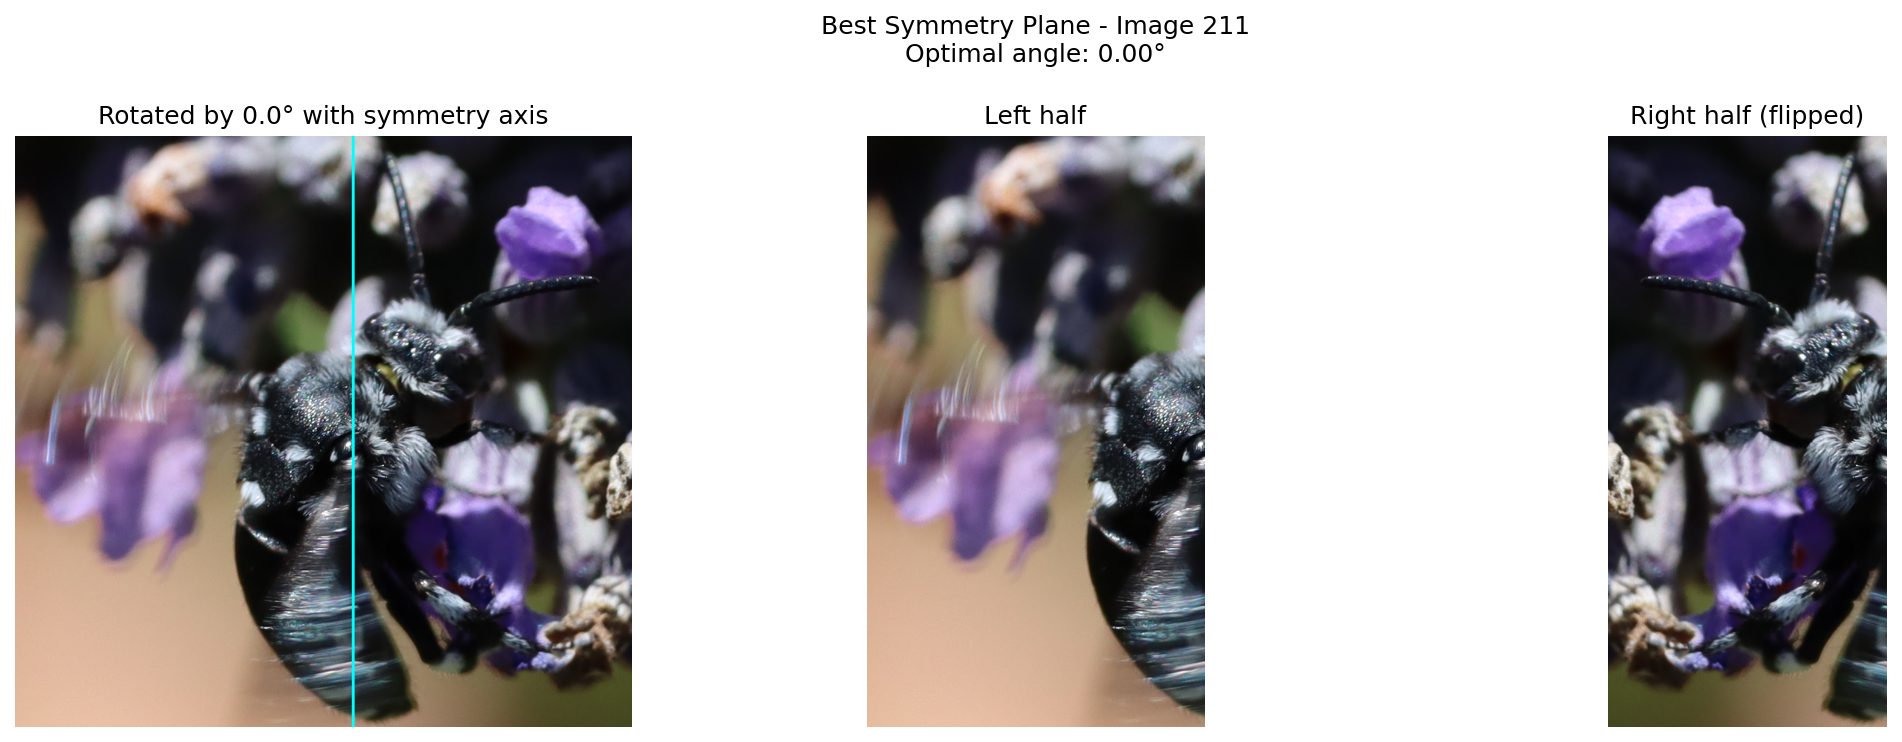 Best Symmetry Plane - Image 211
Optimal angle: 0.00°
Rotated by 0.0° with symmetry axis
Left half
Right half (flipped)